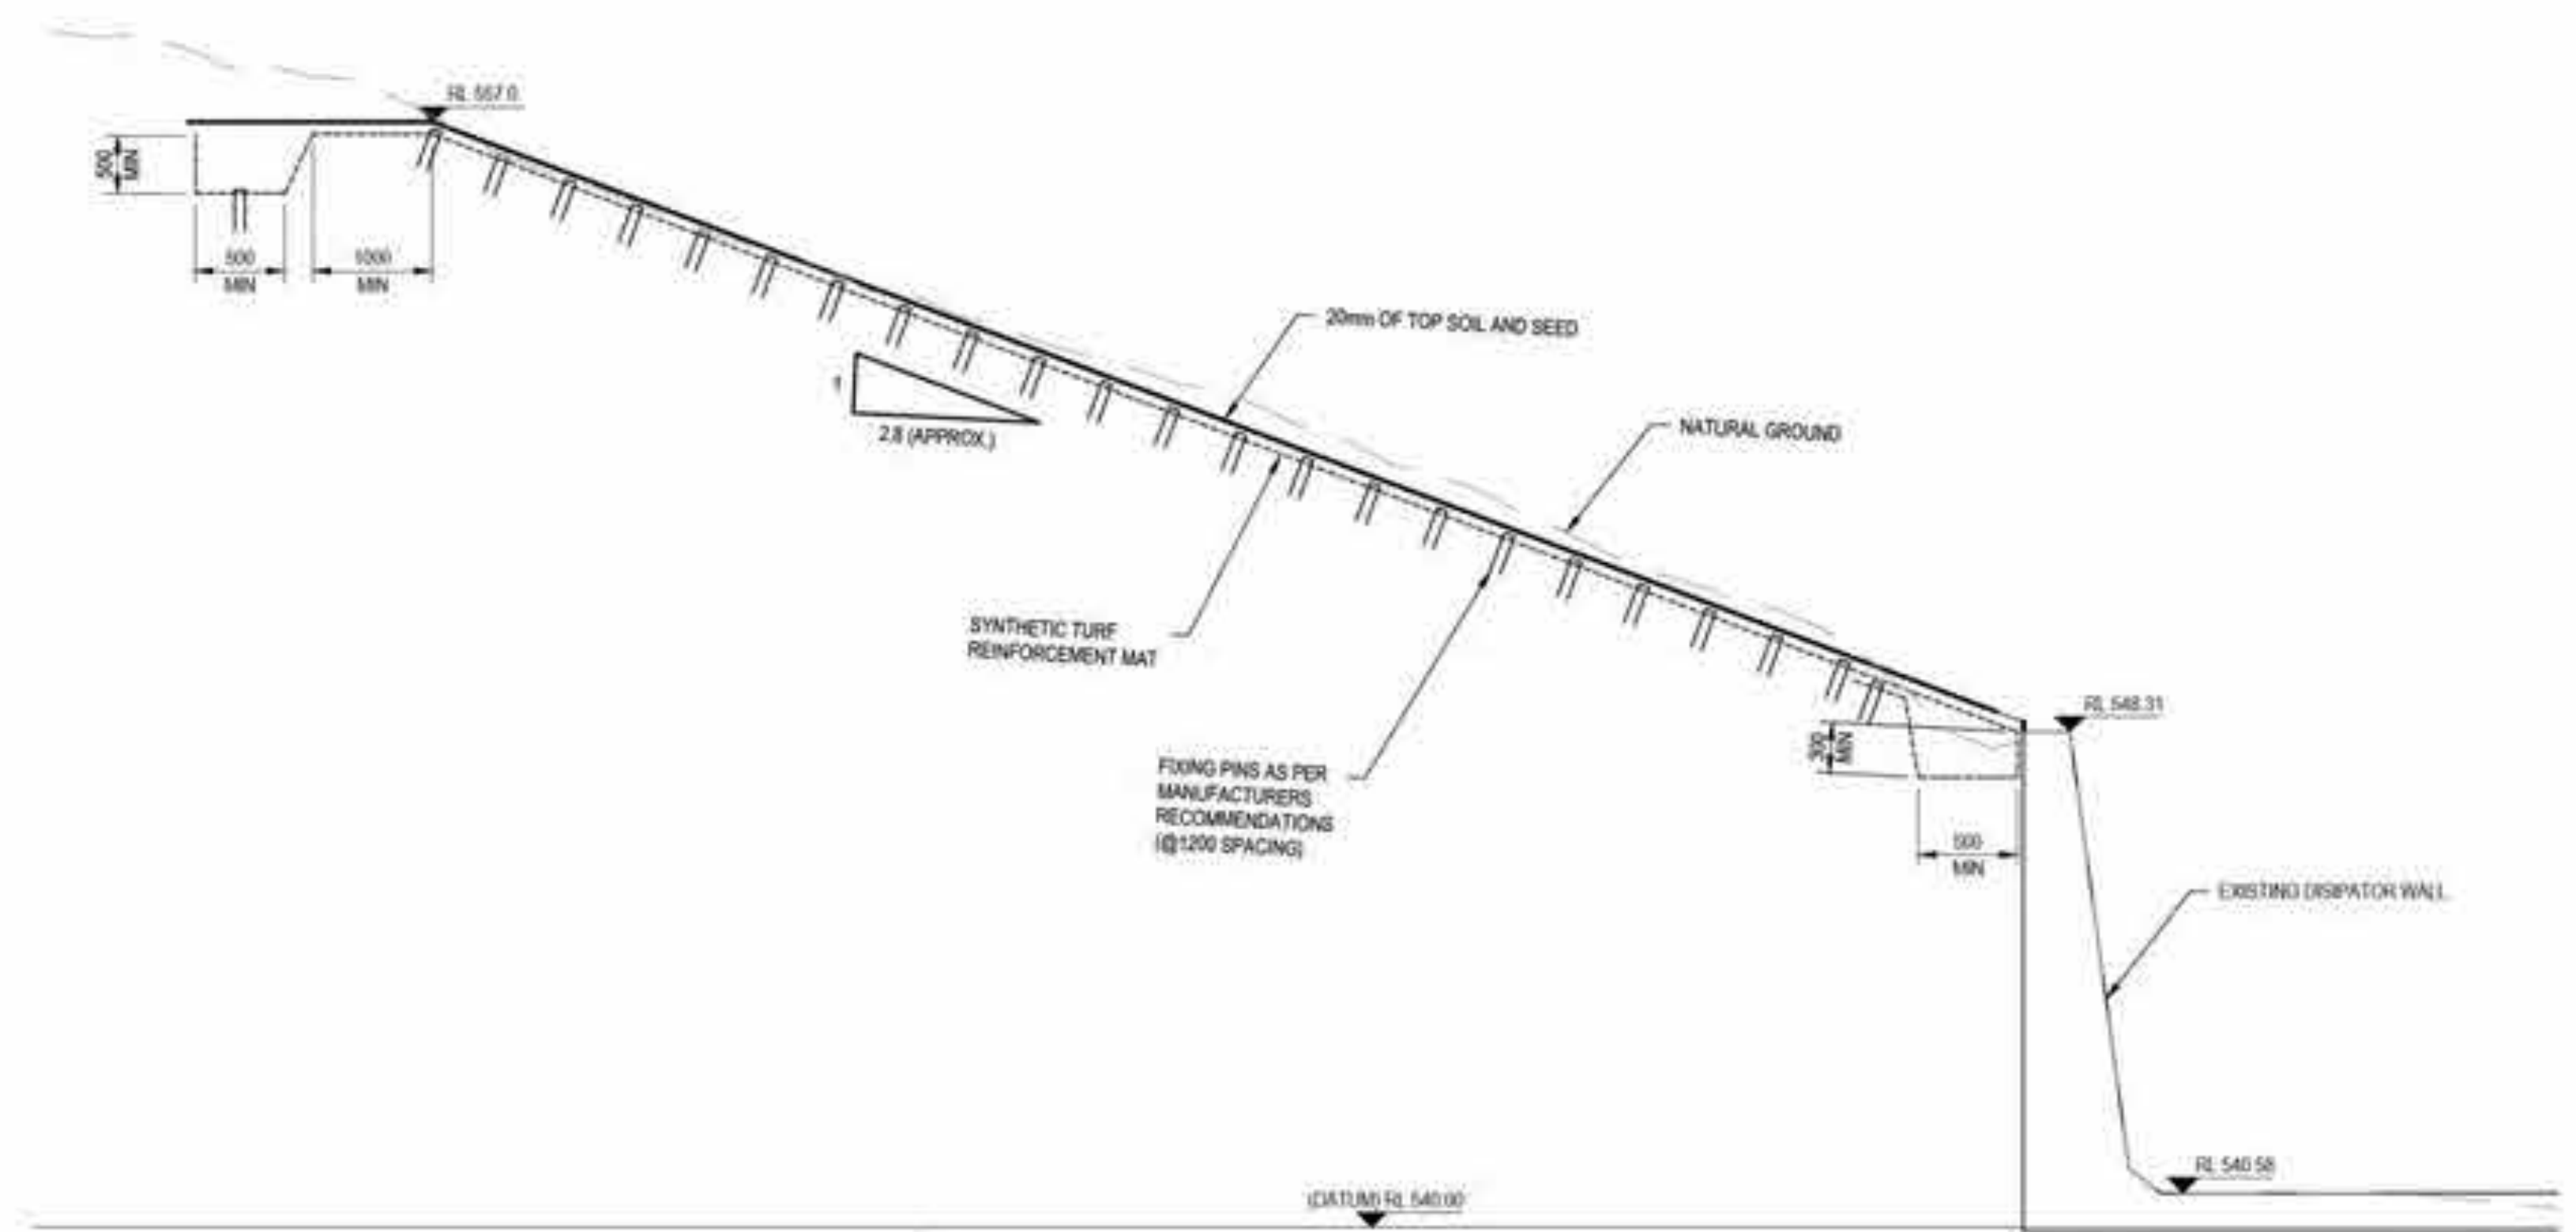 RL 557.0
500
MIN
500
MIN
1000
MIN
20mm OF TOP SOIL AND SEED
1
2.8 (APPROX.)
NATURAL GROUND
SYNTHETIC TURF
REINFORCEMENT MAT
RL 548.31
300
MIN
FIXING PINS AS PER
MANUFACTURERS
RECOMMENDATIONS
(@1200 SPACING)
500
MIN
EXISTING DISIPATOR WALL
RL 540.58
(DATUM) RL 540.00